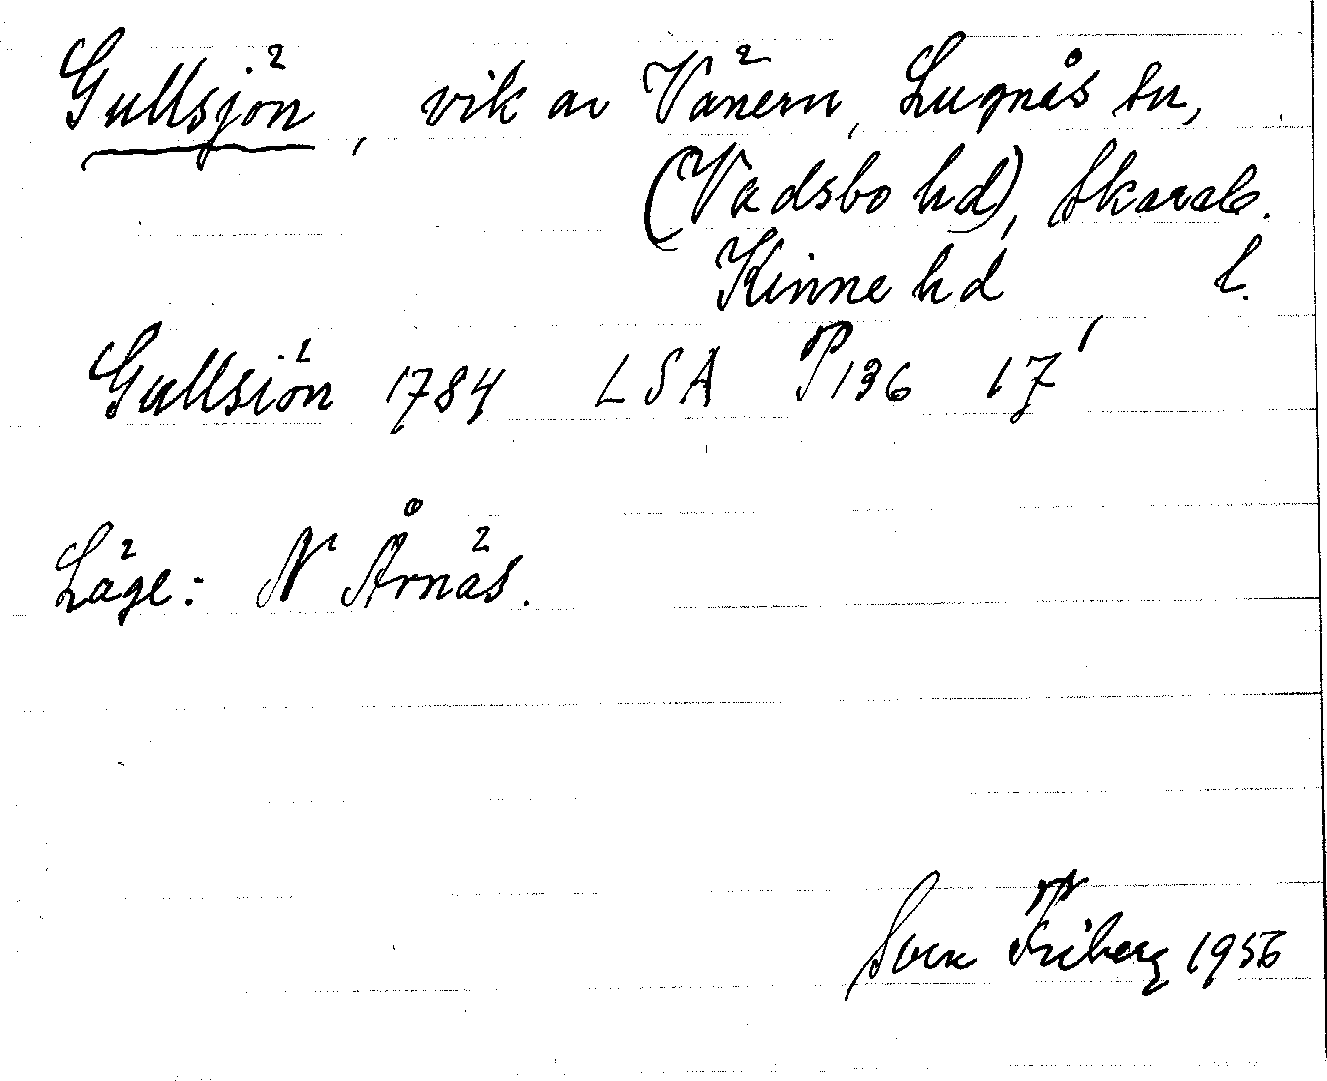 Gullsjön, vik av Vänern, Lugnås sn,
(Vadsbo hd), Skarab.
Kinne hd l.
Gullsiön 1784 LSA P136 17'
Läge: N Årnäs.
Sven Friberg 1956